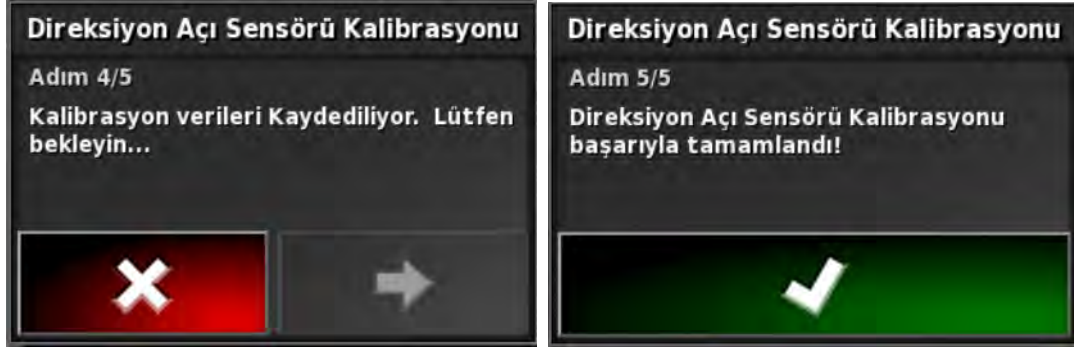 Direksiyon Açı Sensörü Kalibrasyonu
Adım 4/5
Kalibrasyon verileri Kaydediliyor. Lütfen
bekleyin...
Direksiyon Açı Sensörü Kalibrasyonu
Adım 5/5
Direksiyon Açı Sensörü Kalibrasyonu
başarıyla tamamlandı!